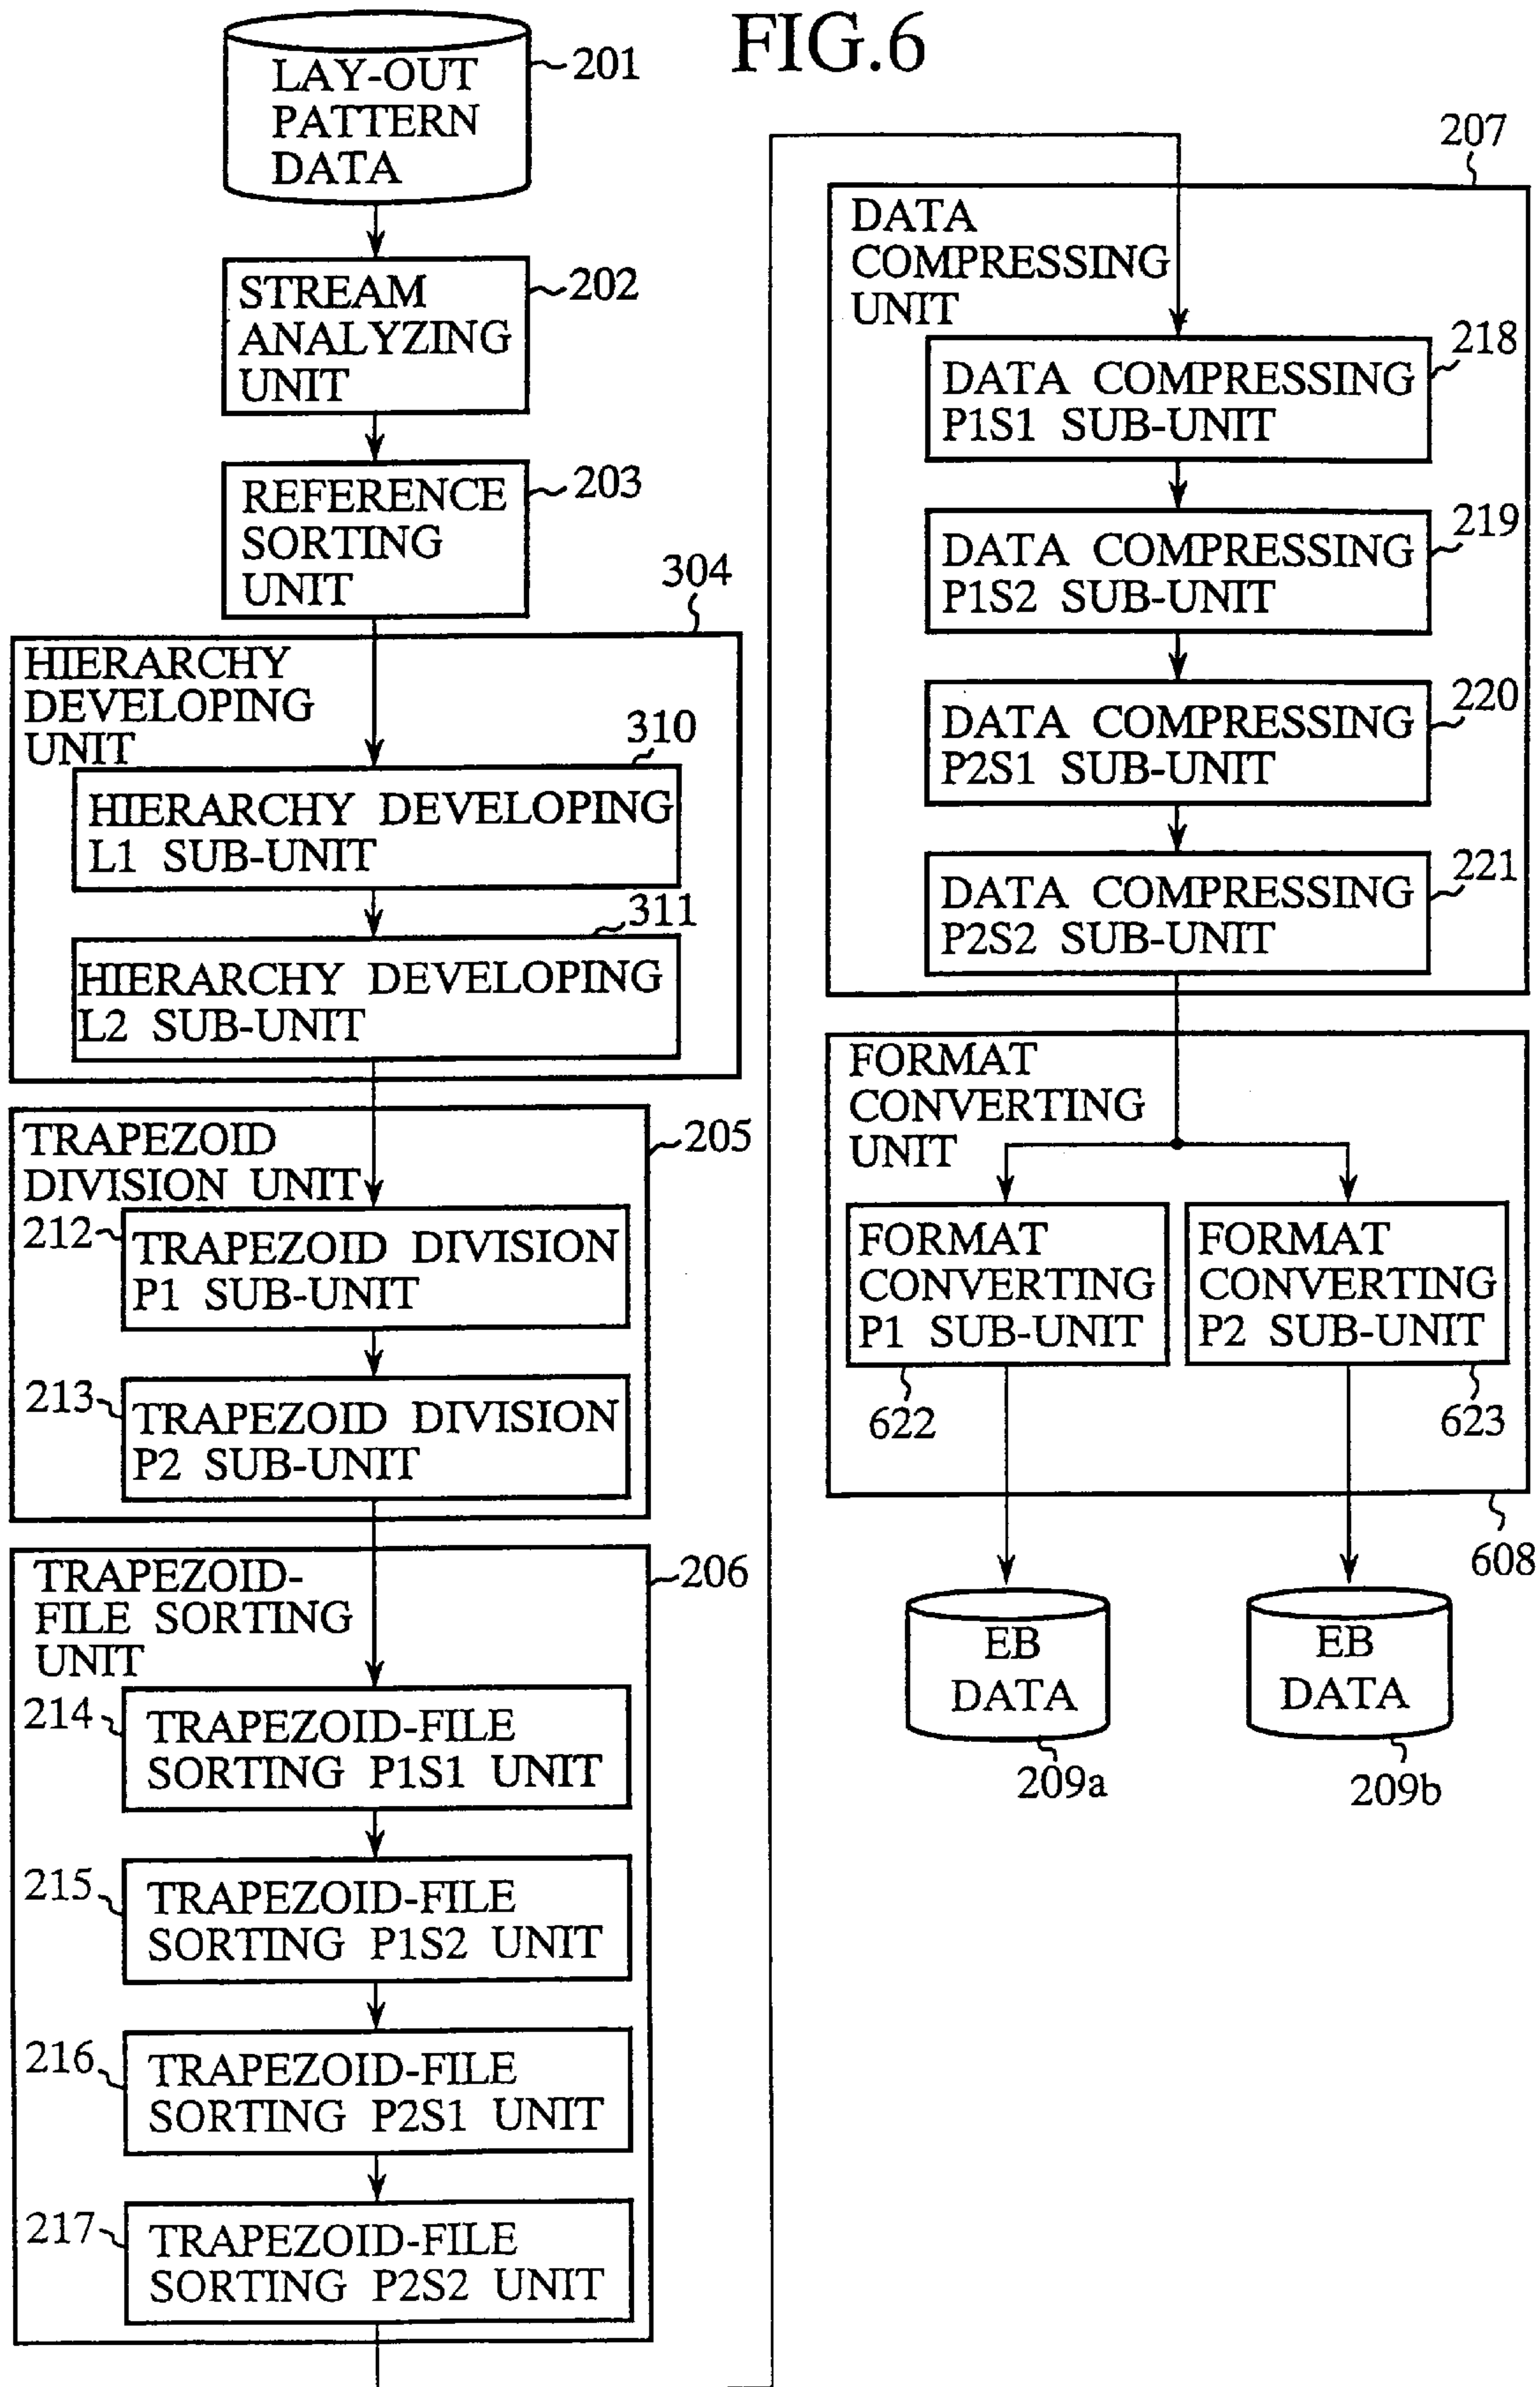 FIG.6
LAY-OUT
PATTERN
DATA
201
STREAM
ANALYZING
UNIT
202
REFERENCE
SORTING
UNIT
203
304
HIERARCHY
DEVELOPING
UNIT
310
HIERARCHY DEVELOPING
L1 SUB-UNIT
311
HIERARCHY DEVELOPING
L2 SUB-UNIT
205
TRAPEZOID
DIVISION UNIT
212
TRAPEZOID DIVISION
P1 SUB-UNIT
213
TRAPEZOID DIVISION
P2 SUB-UNIT
206
TRAPEZOID-
FILE SORTING
UNIT
214
TRAPEZOID-FILE
SORTING P1S1 UNIT
215
TRAPEZOID-FILE
SORTING P1S2 UNIT
216
TRAPEZOID-FILE
SORTING P2S1 UNIT
217
TRAPEZOID-FILE
SORTING P2S2 UNIT
207
DATA
COMPRESSING
UNIT
218
DATA COMPRESSING
P1S1 SUB-UNIT
219
DATA COMPRESSING
P1S2 SUB-UNIT
220
DATA COMPRESSING
P2S1 SUB-UNIT
221
DATA COMPRESSING
P2S2 SUB-UNIT
FORMAT
CONVERTING
UNIT
FORMAT
CONVERTING
P1 SUB-UNIT
622
FORMAT
CONVERTING
P2 SUB-UNIT
623
608
EB
DATA
209a
EB
DATA
209b